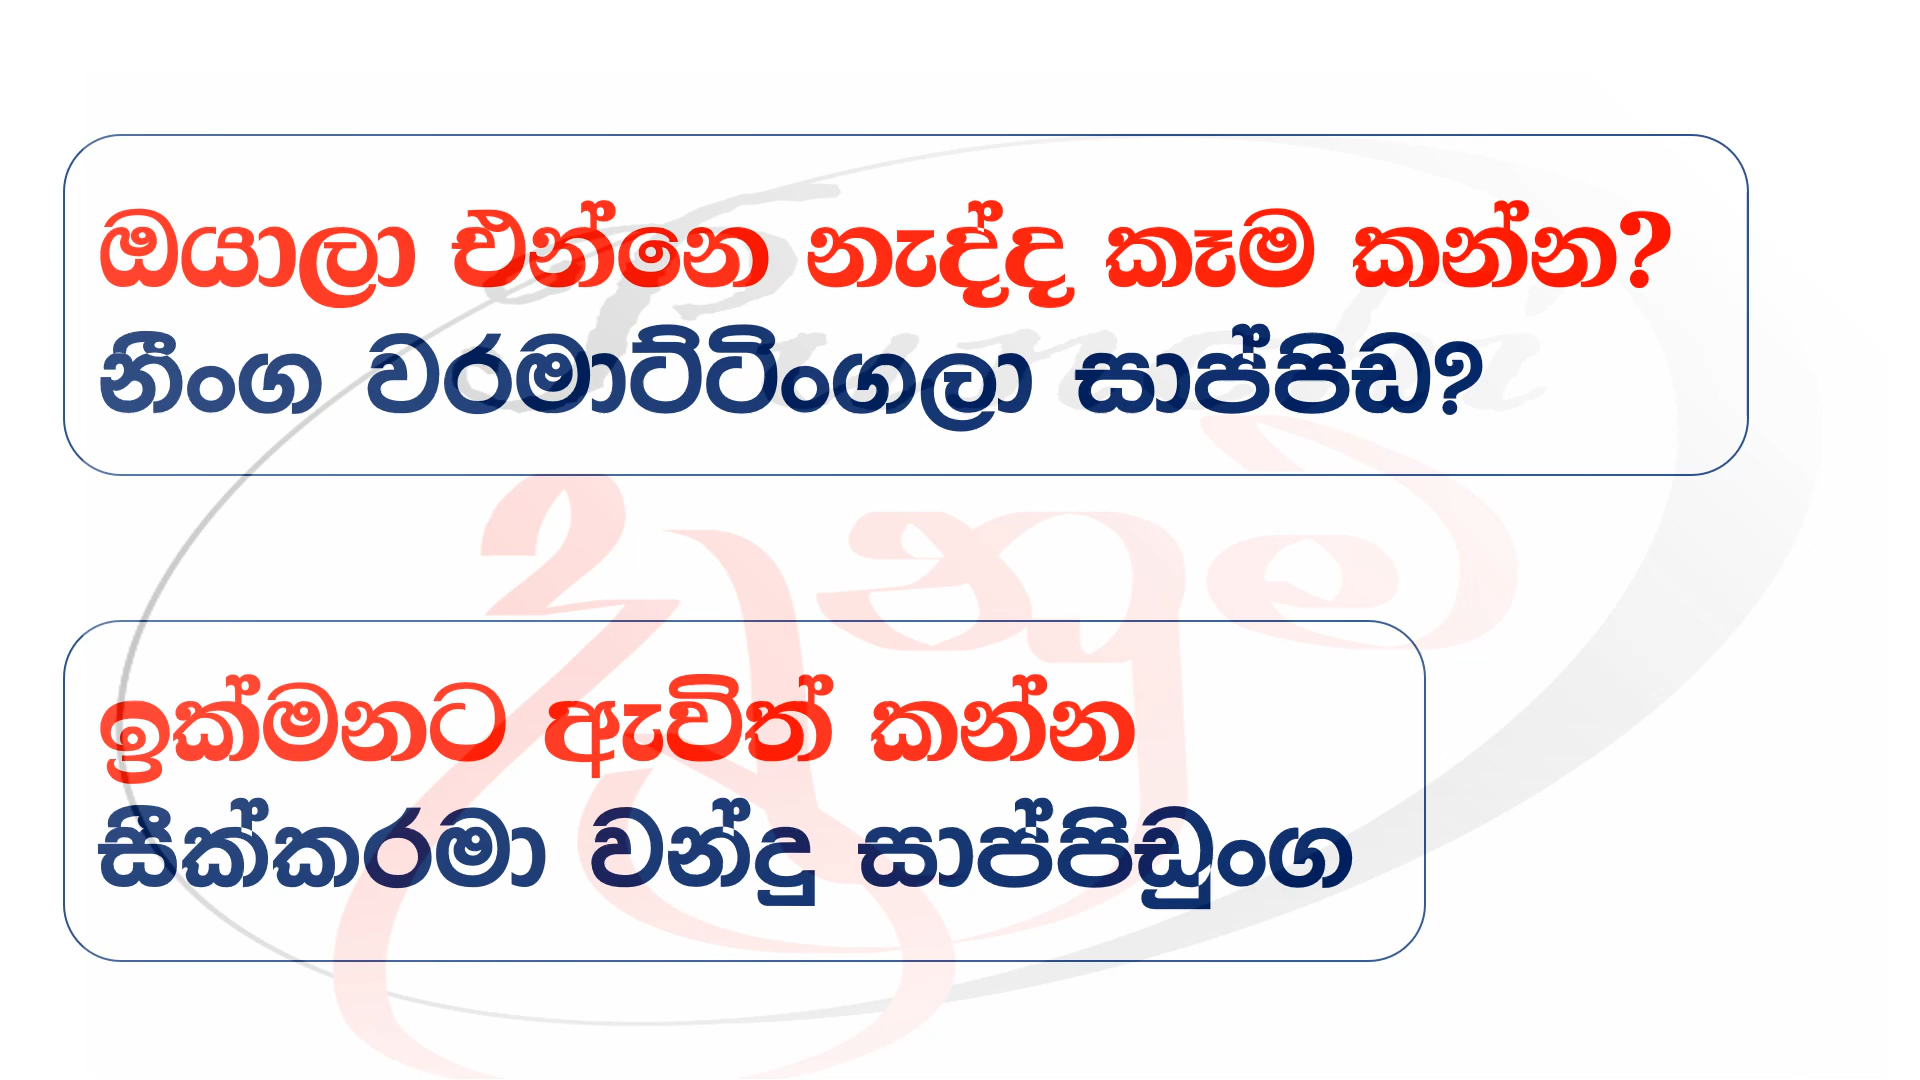 ඔයාලා එන්නෙ නැද්ද කෑම කන්න?
නීංග වරමාට්ටිංගලා සාප්පිඩ?
ඉක්මනට ඇවිත් කන්න
සීක්කරමා වන්දු සාප්පිඩුංග